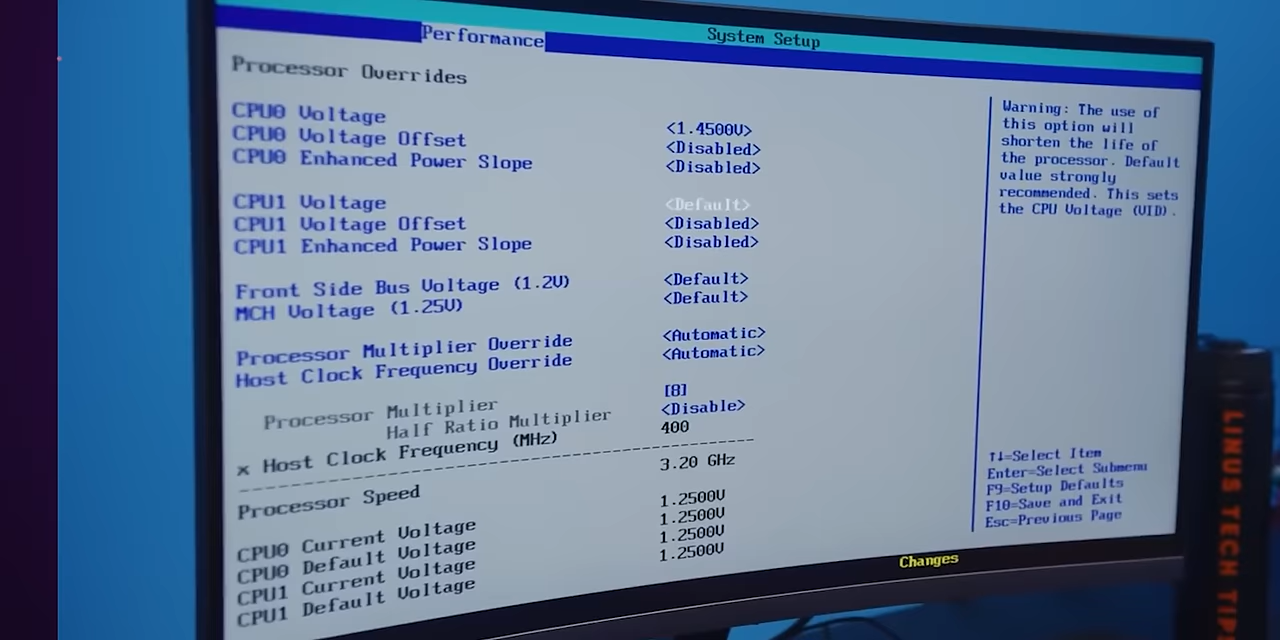 System Setup
Performance
Processor Overrides
CPU0 Voltage <1.4500V>
CPU0 Voltage Offset <Disabled>
CPU0 Enhanced Power Slope <Disabled>
CPU1 Voltage <Default>
CPU1 Voltage Offset <Disabled>
CPU1 Enhanced Power Slope <Disabled>
Front Side Bus Voltage (1.2V) <Default>
MCH Voltage (1.25V) <Default>
Processor Multiplier Override <Automatic>
Host Clock Frequency Override <Automatic>
Processor Multiplier [8]
Half Ratio Multiplier <Disable>
x Host Clock Frequency (MHz) 400
--------------------------------------------------------
Processor Speed 3.20 GHz
CPU0 Current Voltage 1.2500V
CPU0 Default Voltage 1.2500V
CPU1 Current Voltage 1.2500V
CPU1 Default Voltage 1.2500V
Warning: The use of
this option will
shorten the life of
the processor. Default
value strongly
recommended. This sets
the CPU Voltage (VID).
↑↓=Select Item
Enter=Select Submenu
F9=Setup Defaults
F10=Save and Exit
Esc=Previous Page
Changes
LINUS TECH TIP